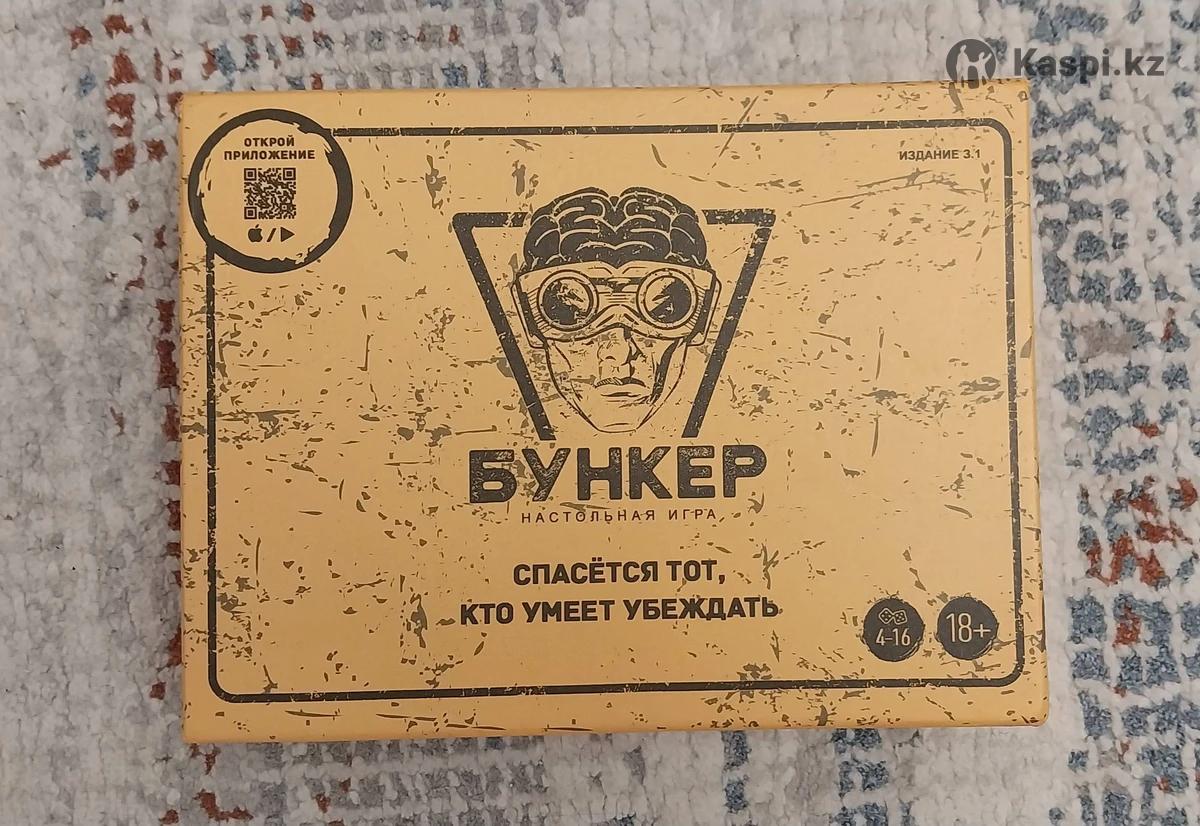 Kaspi.kz
ОТКРОЙ
ПРИЛОЖЕНИЕ
ИЗДАНИЕ 3.1
БУНКЕР
НАСТОЛЬНАЯ ИГРА
СПАСЁТСЯ ТОТ,
КТО УМЕЕТ УБЕЖДАТЬ
4-16
18+